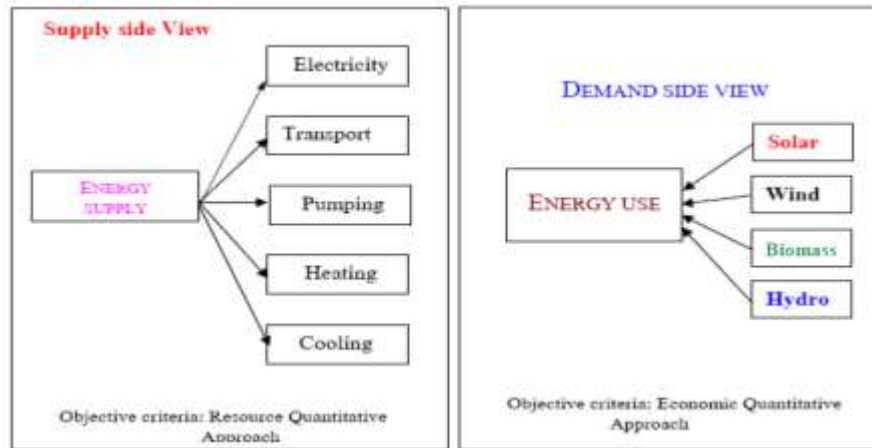 Supply side View
Electricity
Transport
ENERGY
SUPPLY
Pumping
Heating
Cooling
Objective criteria: Resource Quantitative
Approach
DEMAND SIDE VIEW
Solar
ENERGY USE
Wind
Biomass
Hydro
Objective criteria: Economic Quantitative
Approach